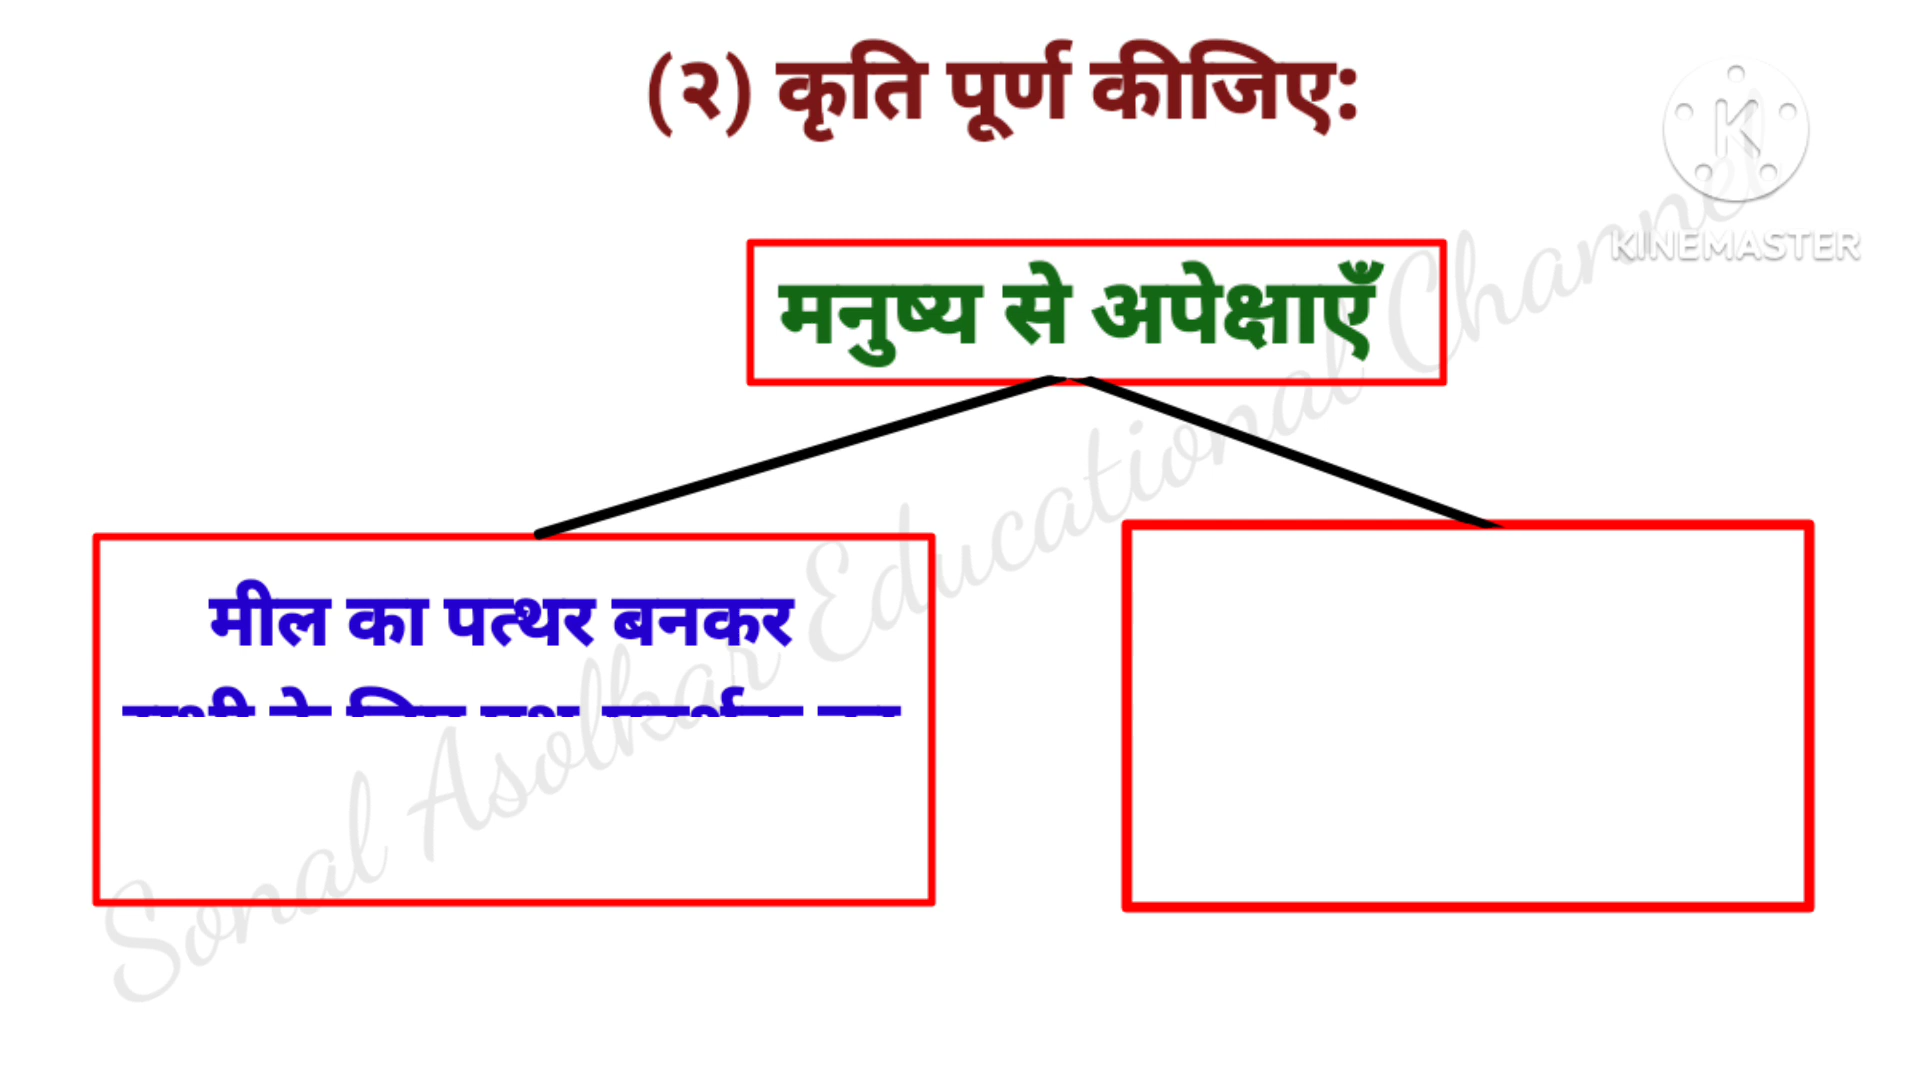 (२) कृति पूर्ण कीजिए:
KINEMASTER
मनुष्य से अपेक्षाएँ
मील का पत्थर बनकर
Sonal Asolkar Educational Channel